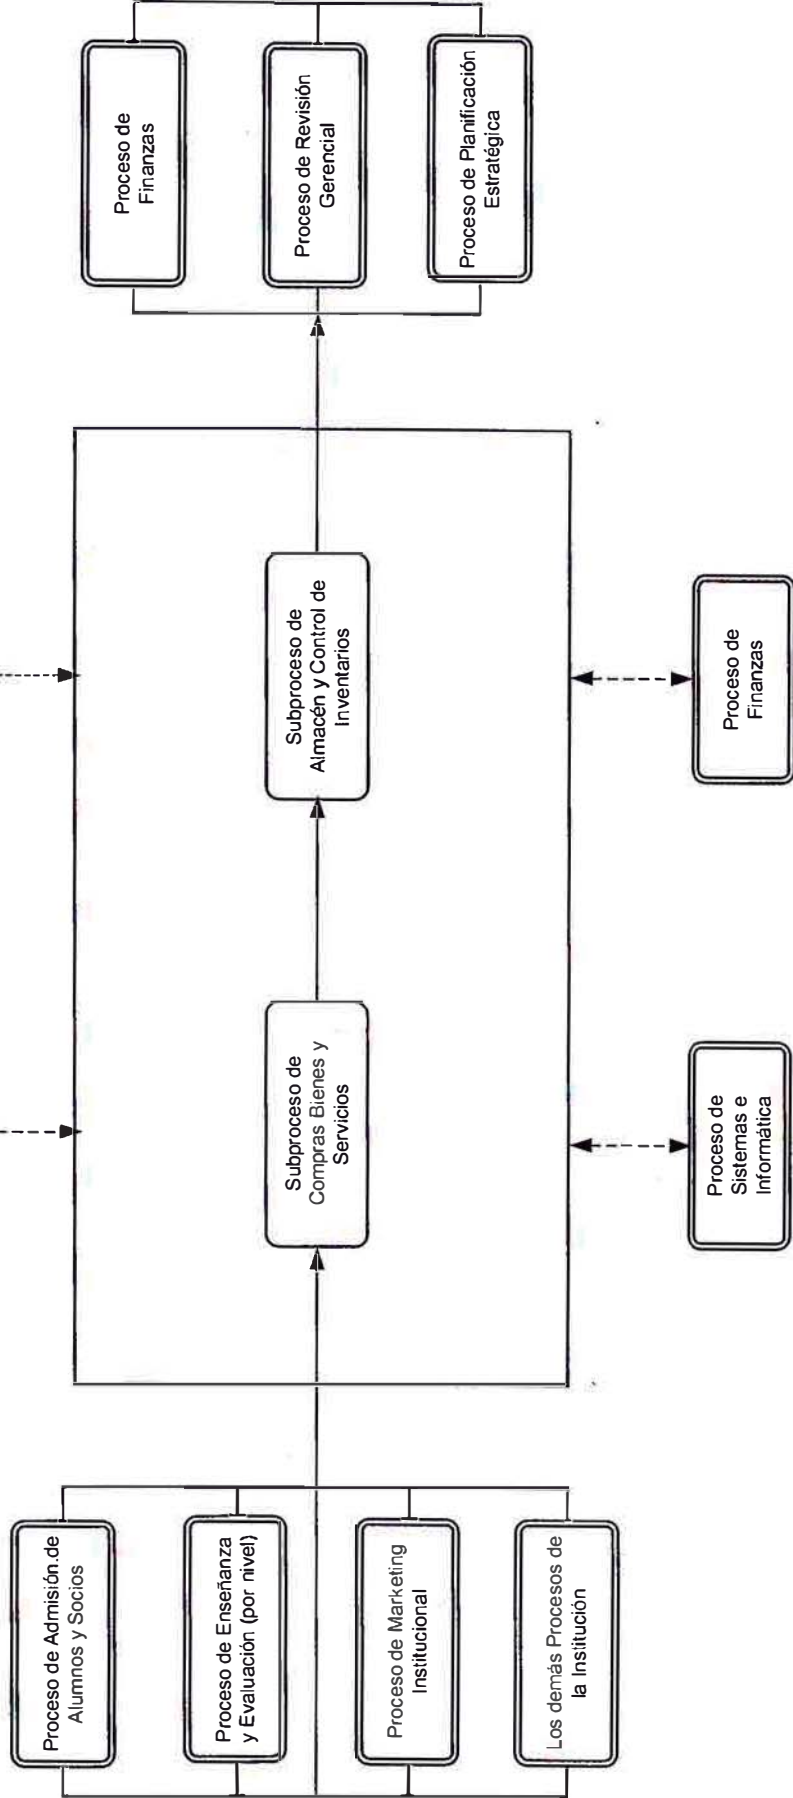 Proceso de Admisión.de
Alumnos y Socios
Proceso de Enseñanza
y Evaluación (por nivel)
Proceso de Marketing
Institucional
Los demás Procesos de
la Institución
Subproceso de
Compras Bienes y
Servicios
Subproceso de
Almacén y Control de
Inventarios
Proceso de
Sistemas e
Informática
Proceso de
Finanzas
Proceso de
Finanzas
Proceso de Revisión
Gerencial
Proceso de Planificación
Estratégica